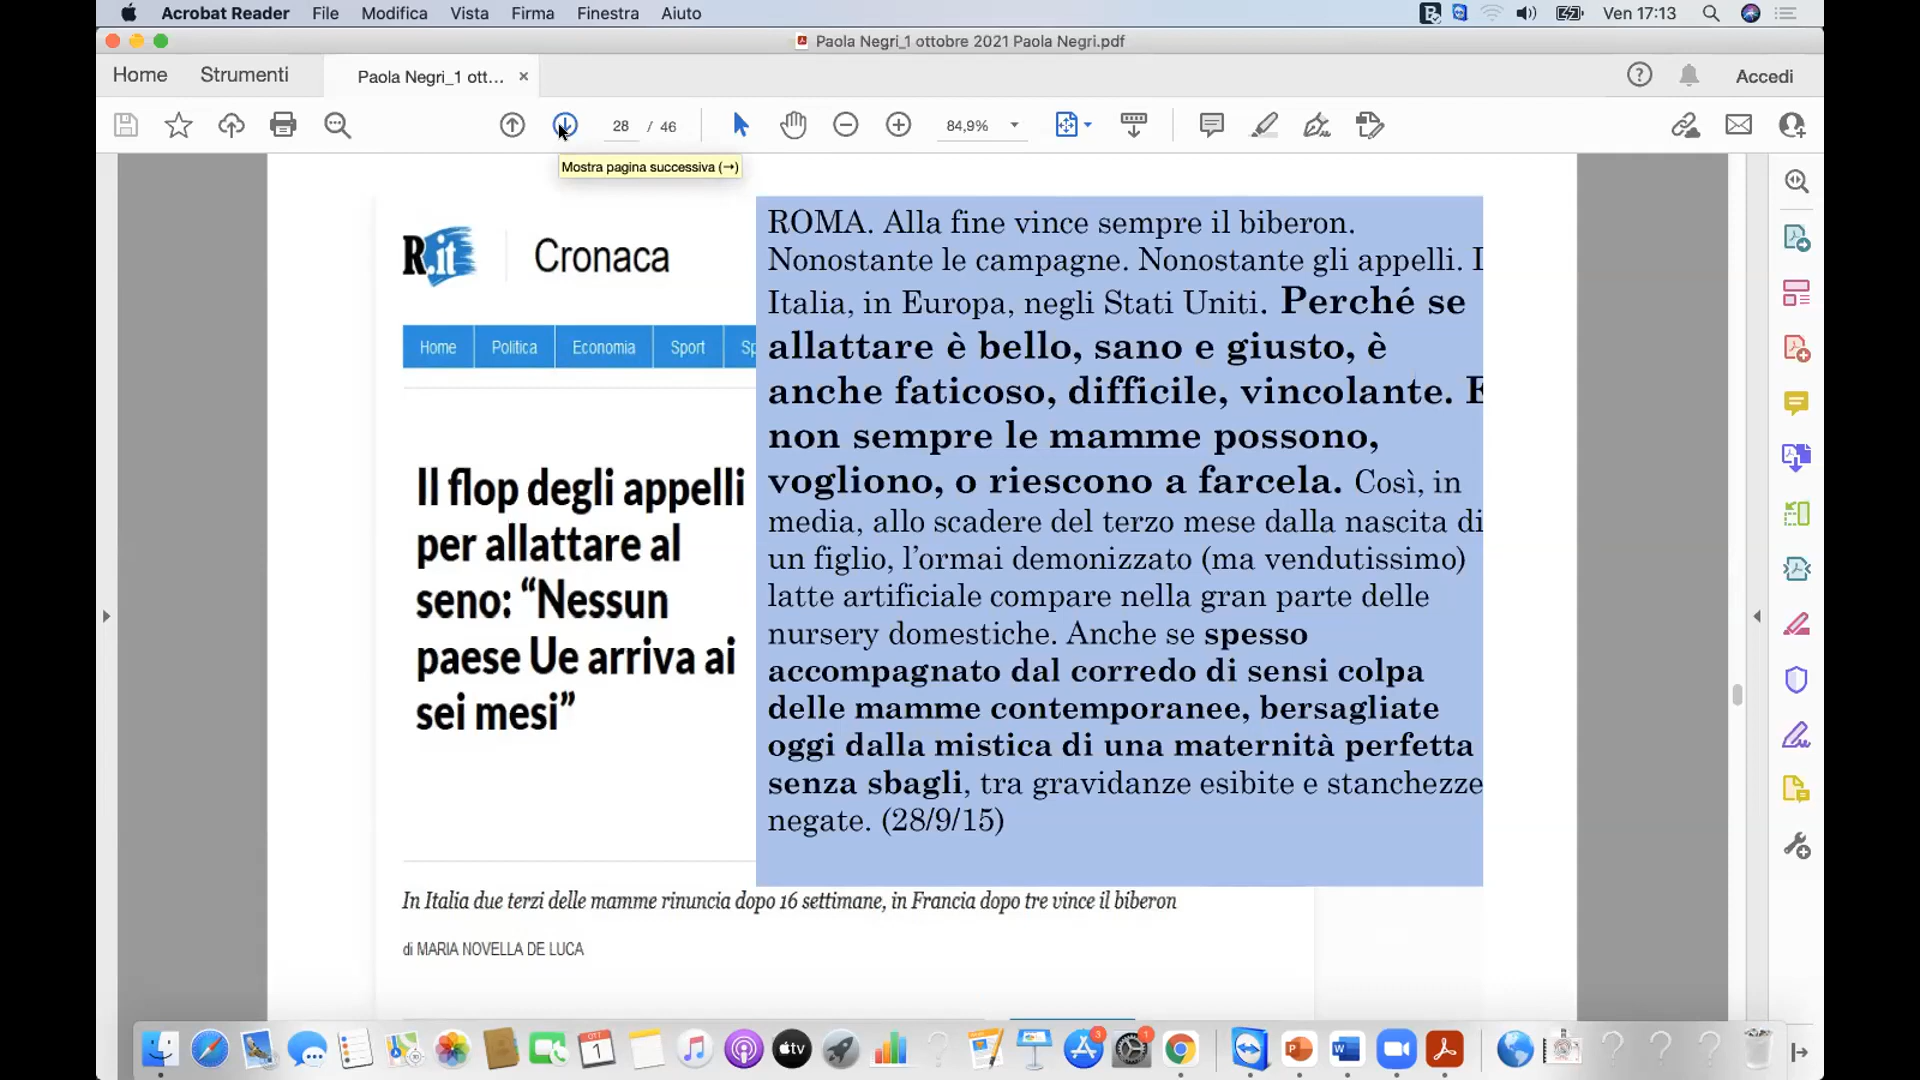 Acrobat Reader File Modifica Vista Firma Finestra Aiuto Ven 17:13
Paola Negri_1 ottobre 2021 Paola Negri.pdf
Home Strumenti Paola Negri_1 ott... × Accedi
28 / 46 84,9%
Mostra pagina successiva (→)
R.it Cronaca
Home Politica Economia Sport Sp
Il flop degli appelli
per allattare al
seno: “Nessun
paese Ue arriva ai
sei mesi”
ROMA. Alla fine vince sempre il biberon.
Nonostante le campagne. Nonostante gli appelli. I
Italia, in Europa, negli Stati Uniti. Perché se
allattare è bello, sano e giusto, è
anche faticoso, difficile, vincolante. E
non sempre le mamme possono,
vogliono, o riescono a farcela. Così, in
media, allo scadere del terzo mese dalla nascita di
un figlio, l’ormai demonizzato (ma vendutissimo)
latte artificiale compare nella gran parte delle
nursery domestiche. Anche se spesso
accompagnato dal corredo di sensi colpa
delle mamme contemporanee, bersagliate
oggi dalla mistica di una maternità perfetta
senza sbagli, tra gravidanze esibite e stanchezze
negate. (28/9/15)
In Italia due terzi delle mamme rinuncia dopo 16 settimane, in Francia dopo tre vince il biberon
di MARIA NOVELLA DE LUCA
OTT
1
tv
3
1